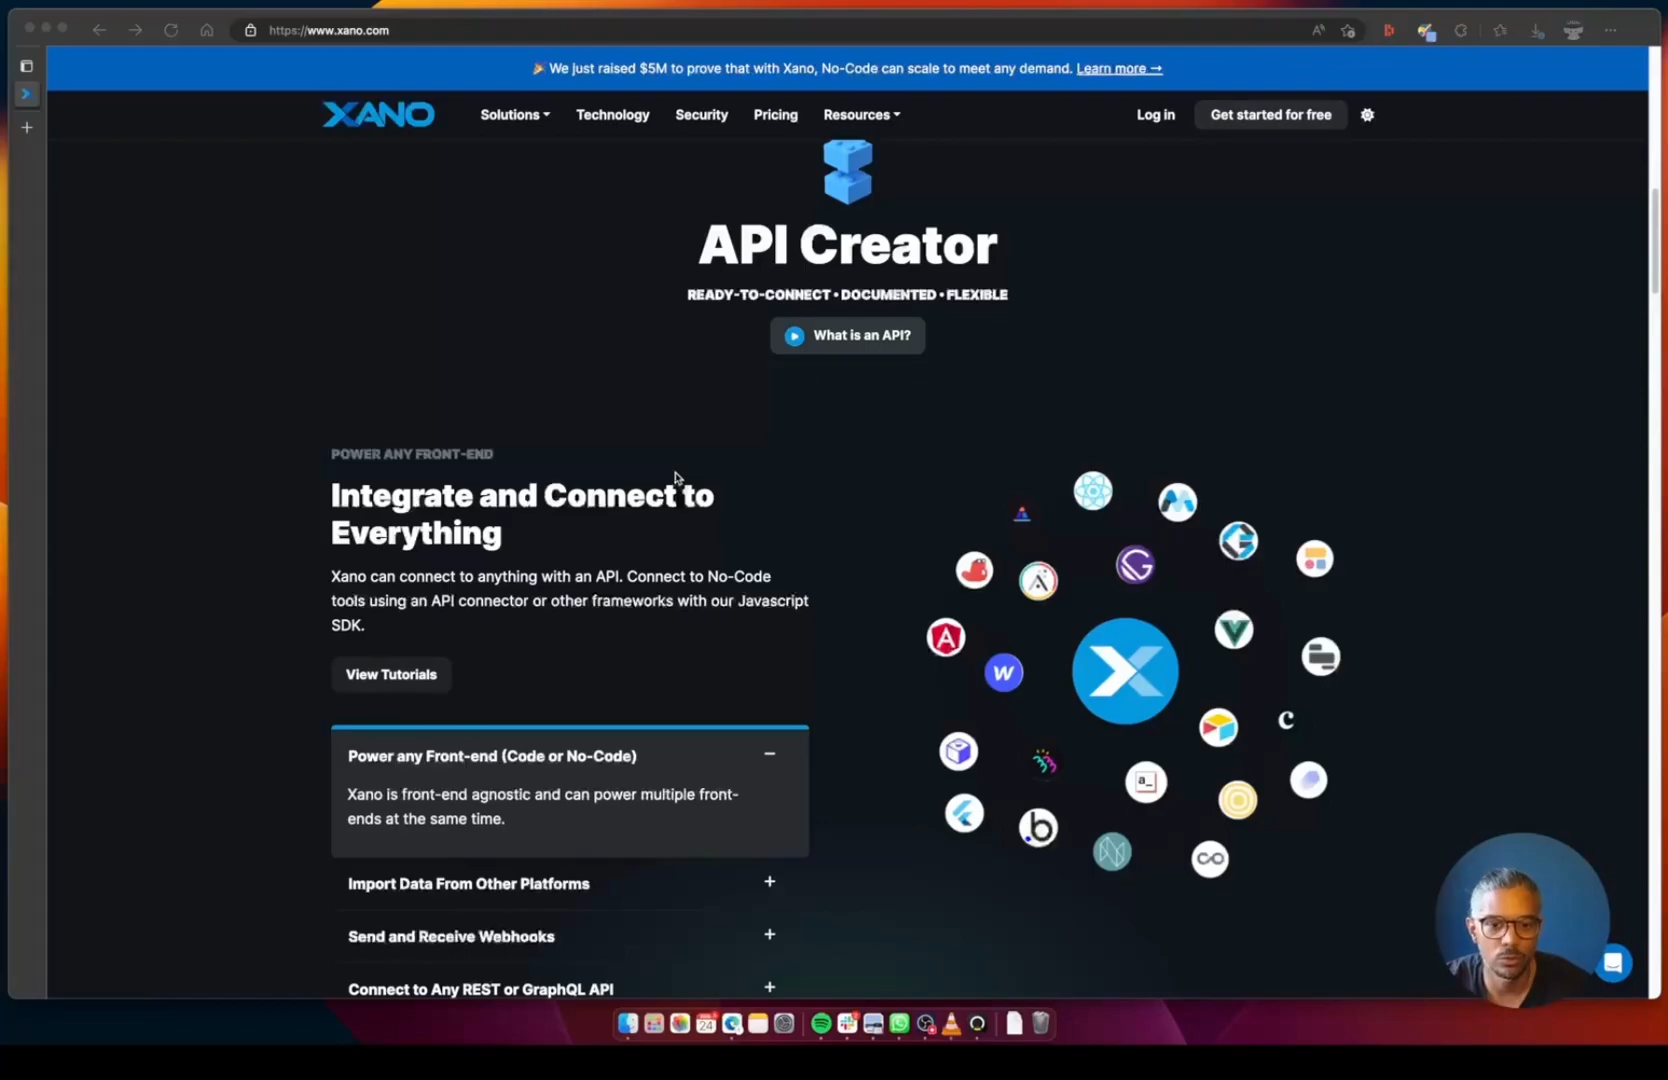 https://www.xano.com
🎉 We just raised $5M to prove that with Xano, No-Code can scale to meet any demand. Learn more →
XANO
Solutions
Technology
Security
Pricing
Resources
Log in
Get started for free
API Creator
READY-TO-CONNECT • DOCUMENTED • FLEXIBLE
What is an API?
POWER ANY FRONT-END
Integrate and Connect to
Everything
Xano can connect to anything with an API. Connect to No-Code
tools using an API connector or other frameworks with our Javascript
SDK.
View Tutorials
Power any Front-end (Code or No-Code)
Xano is front-end agnostic and can power multiple front-
ends at the same time.
Import Data From Other Platforms
Send and Receive Webhooks
Connect to Any REST or GraphQL API
24